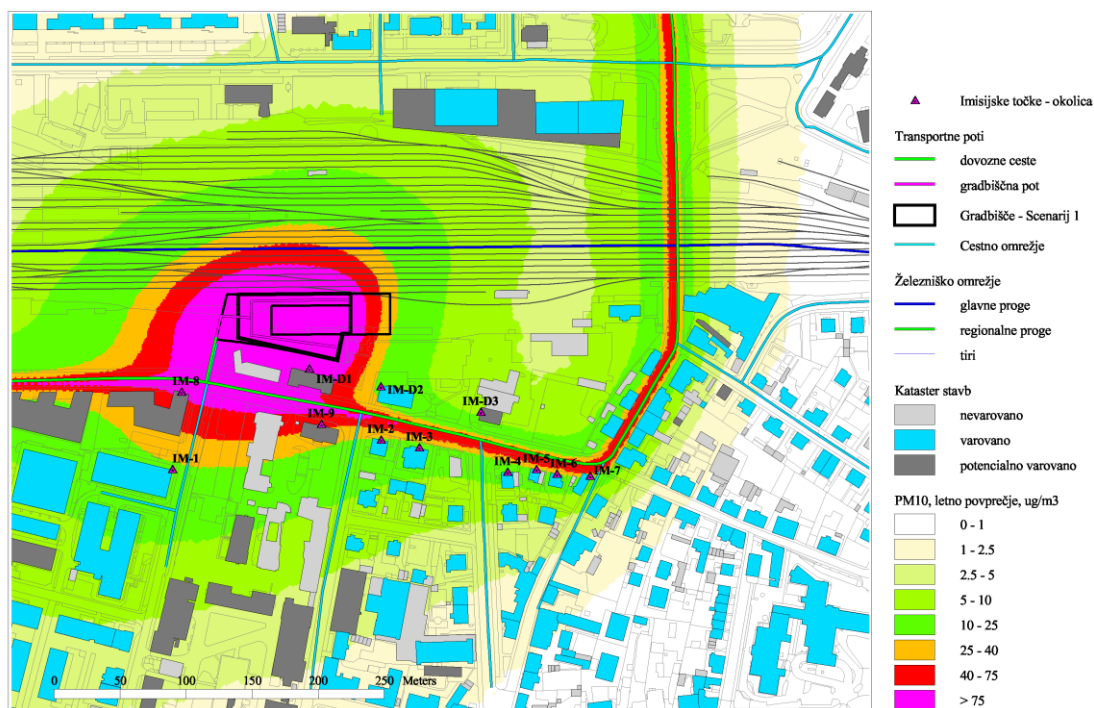 Imisijske točke - okolica
Transportne poti
dovozne ceste
gradbiščna pot
Gradbišče - Scenarij 1
Cestno omrežje
Železniško omrežje
glavne proge
regionalne proge
tiri
Kataster stavb
nevarovano
varovano
potencialno varovano
PM10, letno povprečje, ug/m3
0 - 1
1 - 2.5
2.5 - 5
5 - 10
10 - 25
25 - 40
40 - 75
> 75
IM-D1
IM-8
IM-D2
IM-D3
IM-9
IM-2
IM-3
IM-1
IM-4
IM-5
IM-6
IM-7
0 50 100 150 200 250 Meters